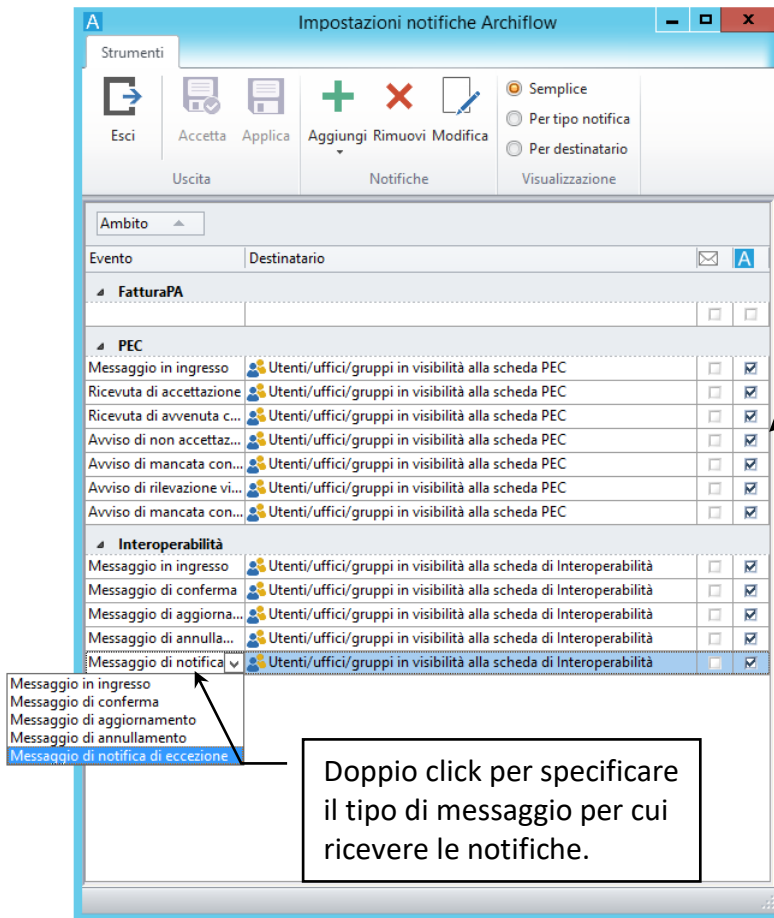 A Impostazioni notifiche Archiflow
Strumenti
Esci Accetta Applica Aggiungi Rimuovi Modifica
Semplice
Per tipo notifica
Per destinatario
Uscita Notifiche Visualizzazione
Ambito
Evento Destinatario A
FatturaPA
PEC
Messaggio in ingresso Utenti/uffici/gruppi in visibilità alla scheda PEC
Ricevuta di accettazione Utenti/uffici/gruppi in visibilità alla scheda PEC
Ricevuta di avvenuta c... Utenti/uffici/gruppi in visibilità alla scheda PEC
Avviso di non accettaz... Utenti/uffici/gruppi in visibilità alla scheda PEC
Avviso di mancata con... Utenti/uffici/gruppi in visibilità alla scheda PEC
Avviso di rilevazione vi... Utenti/uffici/gruppi in visibilità alla scheda PEC
Avviso di mancata con... Utenti/uffici/gruppi in visibilità alla scheda PEC
Interoperabilità
Messaggio in ingresso Utenti/uffici/gruppi in visibilità alla scheda di Interoperabilità
Messaggio di conferma Utenti/uffici/gruppi in visibilità alla scheda di Interoperabilità
Messaggio di aggiorna... Utenti/uffici/gruppi in visibilità alla scheda di Interoperabilità
Messaggio di annulla... Utenti/uffici/gruppi in visibilità alla scheda di Interoperabilità
Messaggio di notifica Utenti/uffici/gruppi in visibilità alla scheda di Interoperabilità
Messaggio in ingresso
Messaggio di conferma
Messaggio di aggiornamento
Messaggio di annullamento
Messaggio di notifica di eccezione
Doppio click per specificare
il tipo di messaggio per cui
ricevere le notifiche.